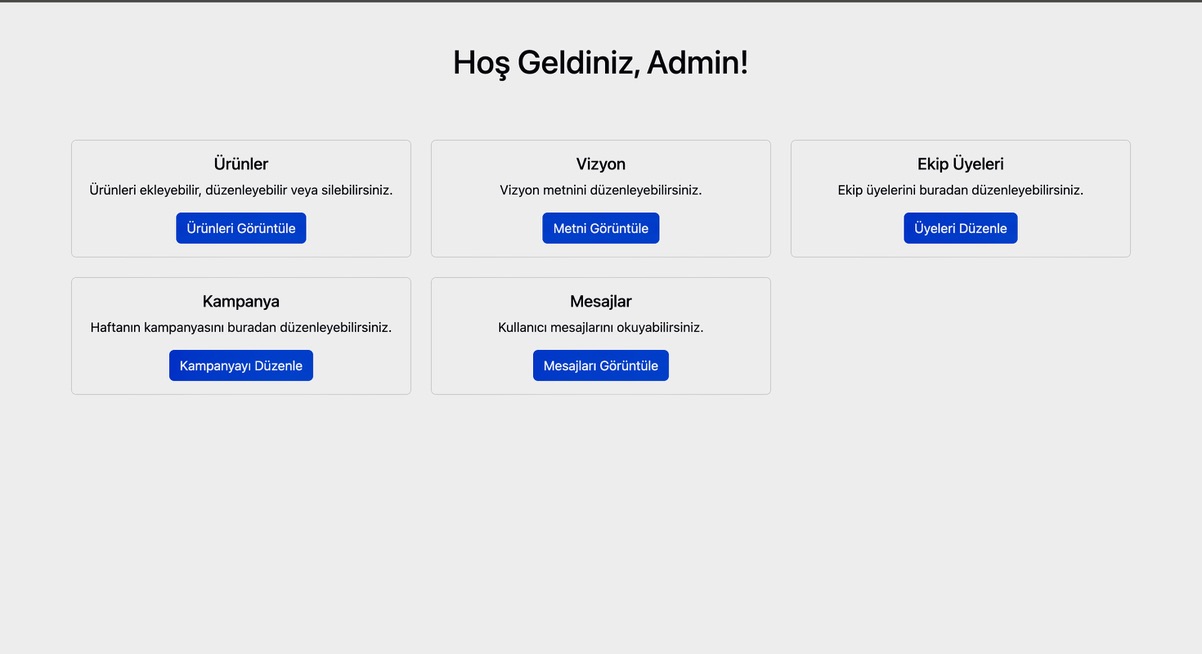 Hoş Geldiniz, Admin!
Ürünler
Ürünleri ekleyebilir, düzenleyebilir veya silebilirsiniz.
Ürünleri Görüntüle
Vizyon
Vizyon metnini düzenleyebilirsiniz.
Metni Görüntüle
Ekip Üyeleri
Ekip üyelerini buradan düzenleyebilirsiniz.
Üyeleri Düzenle
Kampanya
Haftanın kampanyasını buradan düzenleyebilirsiniz.
Kampanyayı Düzenle
Mesajlar
Kullanıcı mesajlarını okuyabilirsiniz.
Mesajları Görüntüle